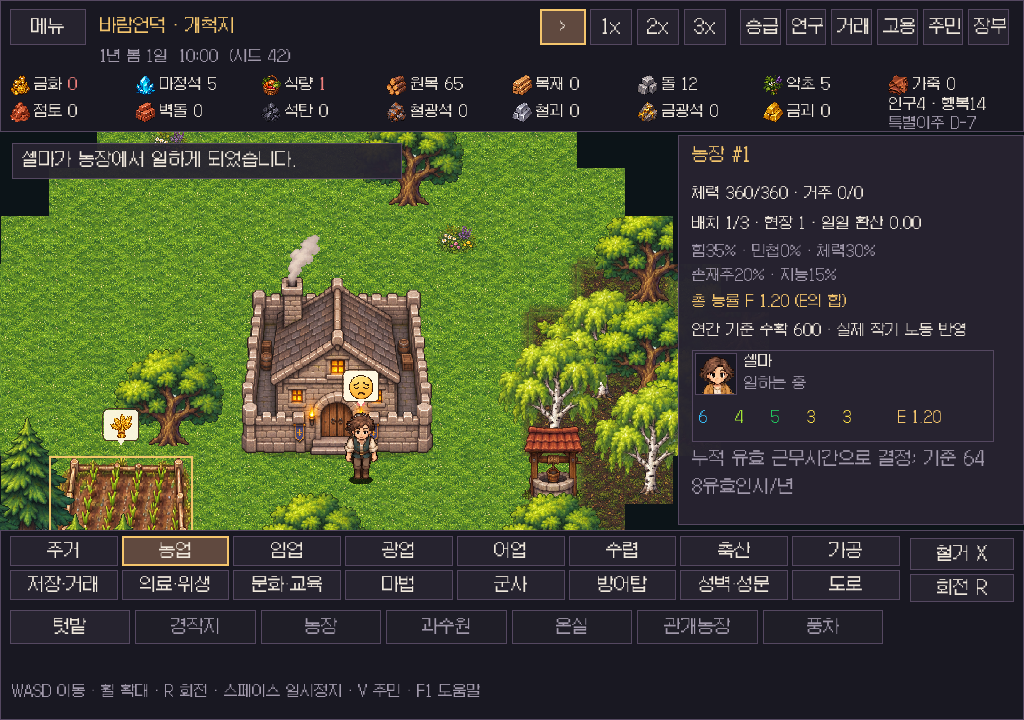 메뉴
바람언덕 · 개척지
> 1x 2x 3x 승급 연구 거래 고용 주민 장부
1년 봄 1일 10:00 (시드 42)
금화 0 마정석 5 식량 1 원목 65 목재 0 돌 12 약초 5 가죽 0
점토 0 벽돌 0 석탄 0 철광석 0 철괴 0 금광석 0 금괴 0 인구4 · 행복14
특별이주 D-7
셀마가 농장에서 일하게 되었습니다.
농장 #1
체력 360/360 · 거주 0/0
배치 1/3 · 현장 1 · 일일 환산 0.00
힘35% · 민첩0% · 체력30%
손재주20% · 지능15%
총 능률 F 1.20 (E의 합)
연간 기준 수확 600 · 실제 작기 노동 반영
셀마
일하는 중
6 4 5 3 3 E 1.20
누적 유효 근무시간으로 결정: 기준 64
8유효인시/년
주거 농업 임업 광업 어업 수렵 축산 가공 철거 X
저장·거래 의료·위생 문화·교육 마법 군사 방어탑 성벽·성문 도로 회전 R
텃밭 경작지 농장 과수원 온실 관개농장 풍차
WASD 이동 · 휠 확대 · R 회전 · 스페이스 일시정지 · V 주민 · F1 도움말